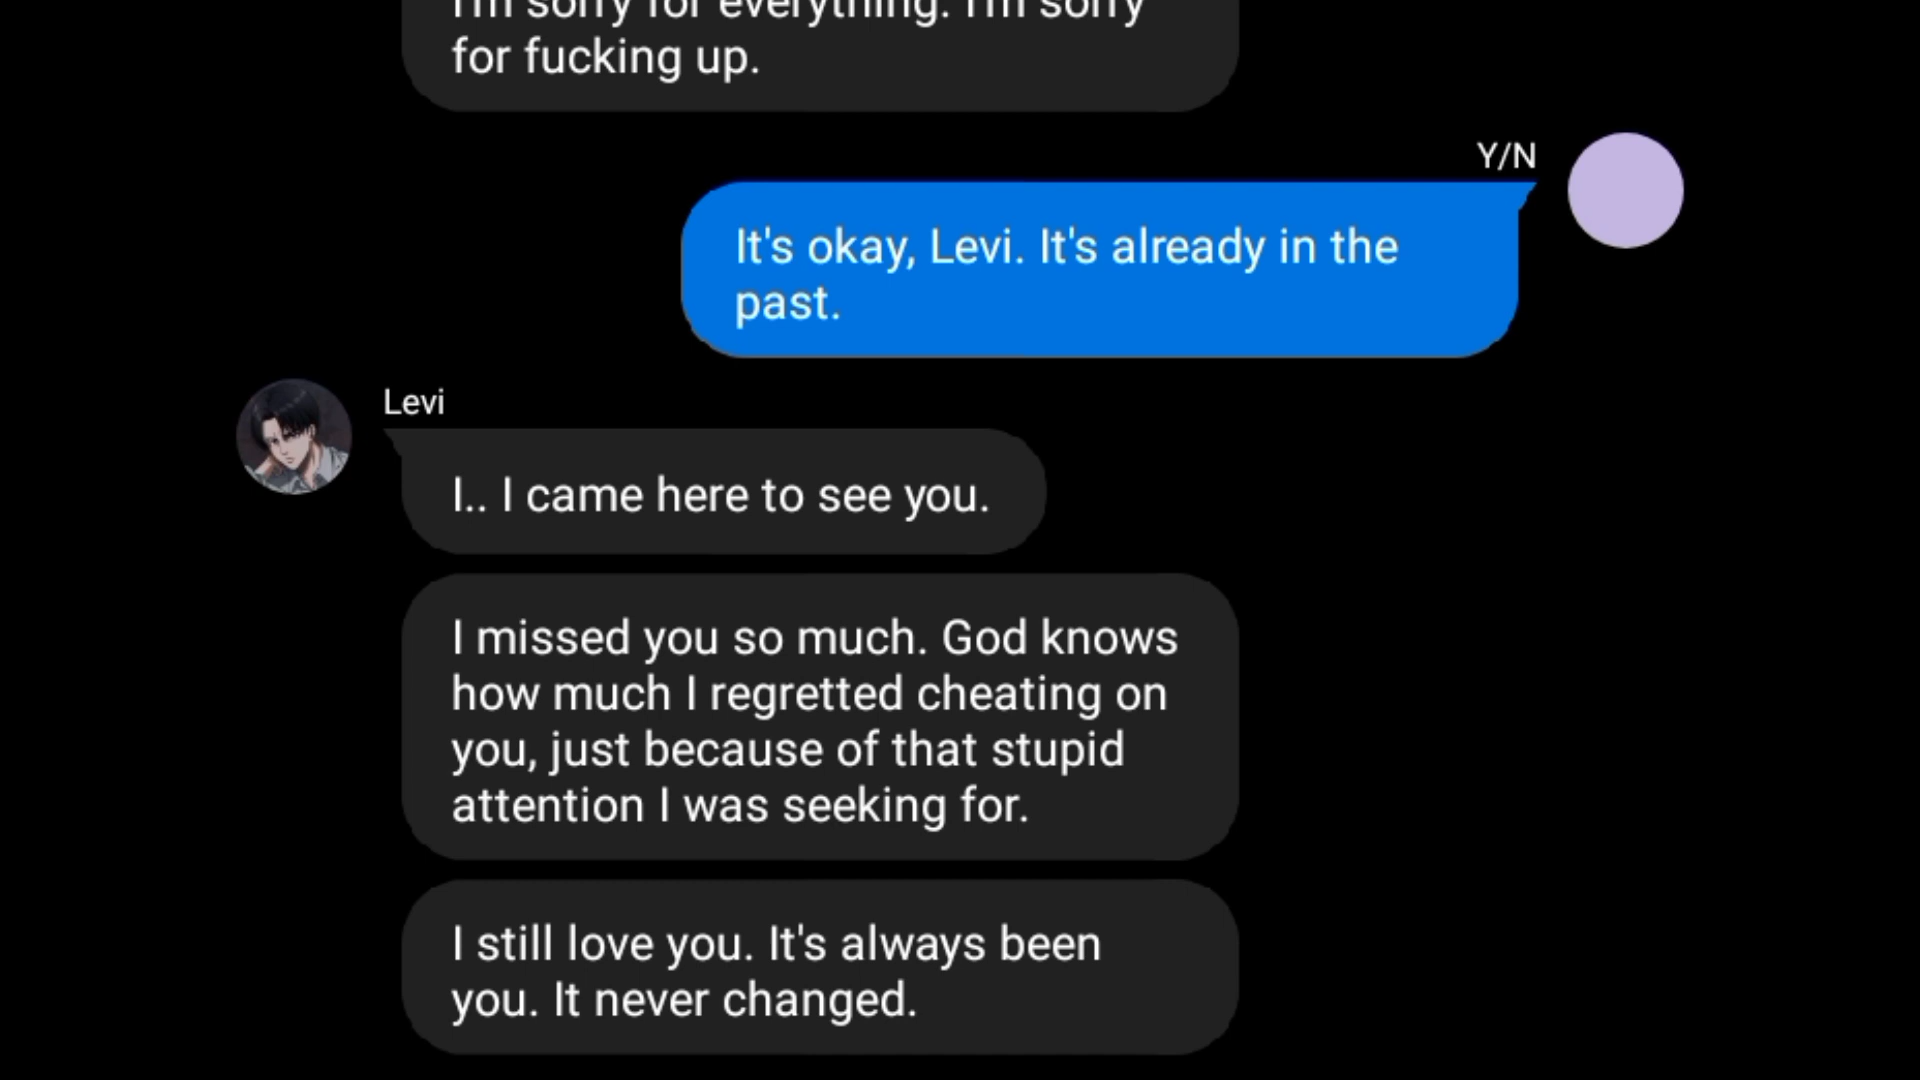 I'm sorry for everything. I'm sorry
for fucking up.
Y/N
It's okay, Levi. It's already in the
past.
Levi
I.. I came here to see you.
I missed you so much. God knows
how much I regretted cheating on
you, just because of that stupid
attention I was seeking for.
I still love you. It's always been
you. It never changed.